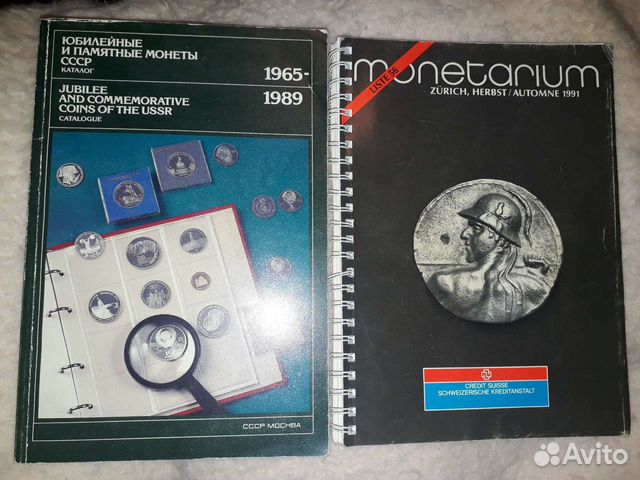 ЮБИЛЕЙНЫЕ
И ПАМЯТНЫЕ МОНЕТЫ
СССР
КАТАЛОГ
1965-
1989
JUBILEE
AND COMMEMORATIVE
COINS OF THE USSR
CATALOGUE
СССР МОСКВА
monetarium
LISTE 56
ZÜRICH, HERBST/AUTOMNE 1991
CREDIT SUISSE
SCHWEIZERISCHE KREDITANSTALT
Avito